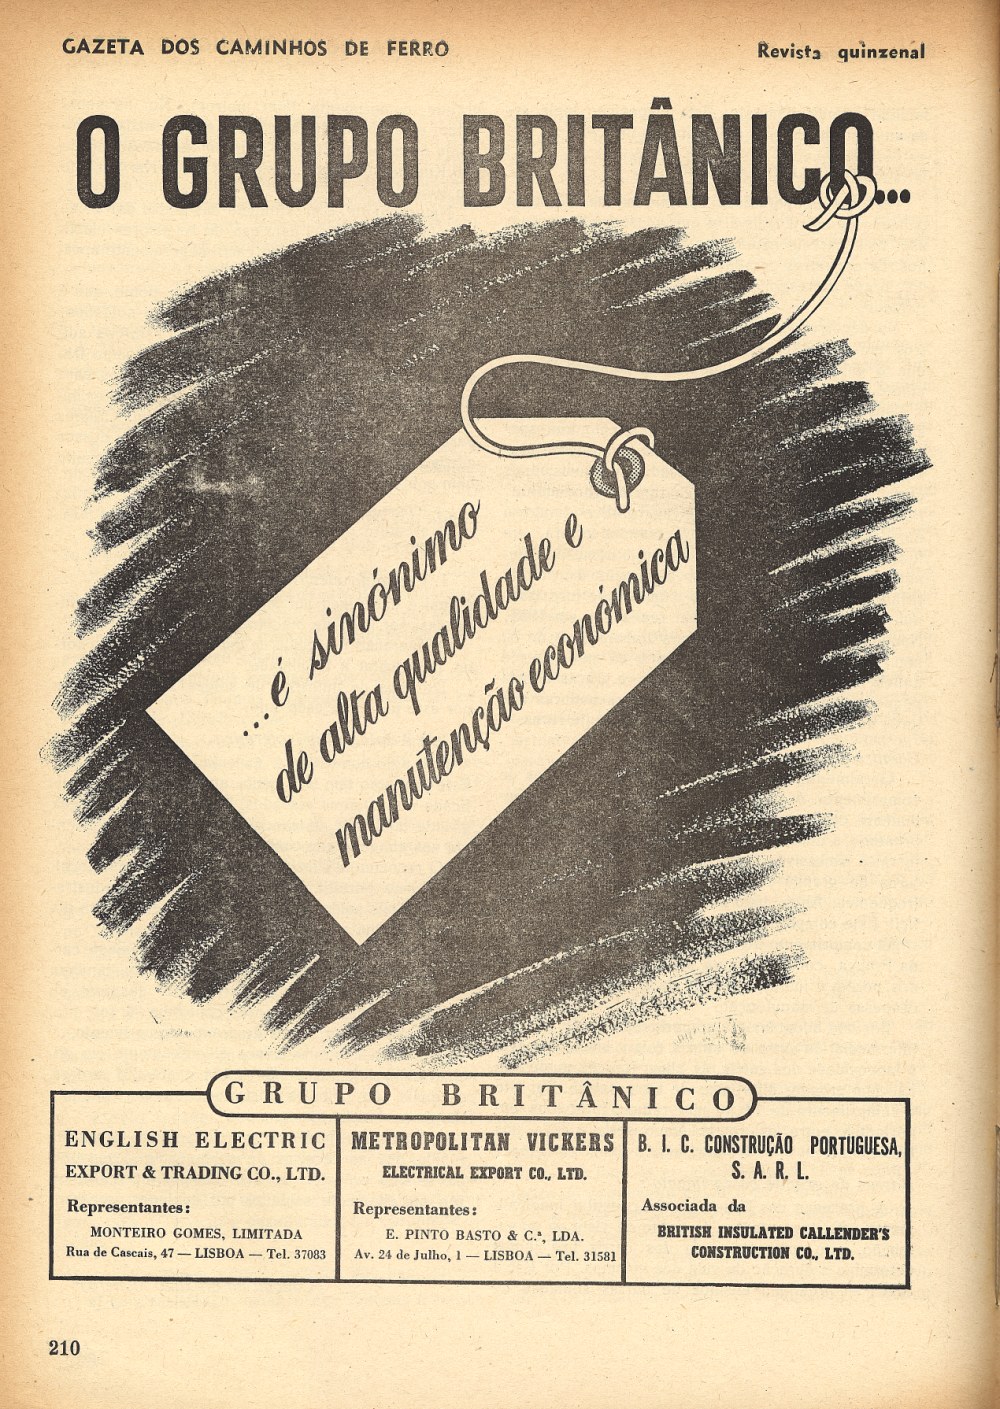 GAZETA DOS CAMINHOS DE FERRO
Revista quinzenal
O GRUPO BRITÂNICO...
...é sinónimo
de alta qualidade e
manutenção económica
GRUPO BRITÂNICO
ENGLISH ELECTRIC
EXPORT & TRADING CO., LTD.
Representantes:
MONTEIRO GOMES, LIMITADA
Rua de Cascais, 47 — LISBOA — Tel. 37083
METROPOLITAN VICKERS
ELECTRICAL EXPORT CO., LTD.
Representantes:
E. PINTO BASTO & C.ª, LDA.
Av. 24 de Julho, 1 — LISBOA — Tel. 31581
B. I. C. CONSTRUÇÃO PORTUGUESA,
S. A. R. L.
Associada da
BRITISH INSULATED CALLENDER'S
CONSTRUCTION CO., LTD.
210